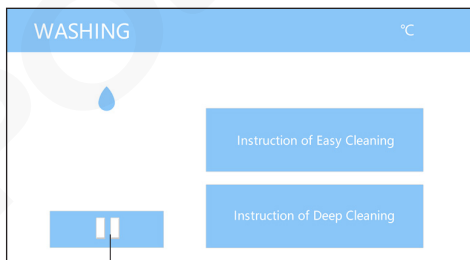 WASHING
°C
Instruction of Easy Cleaning
Instruction of Deep Cleaning